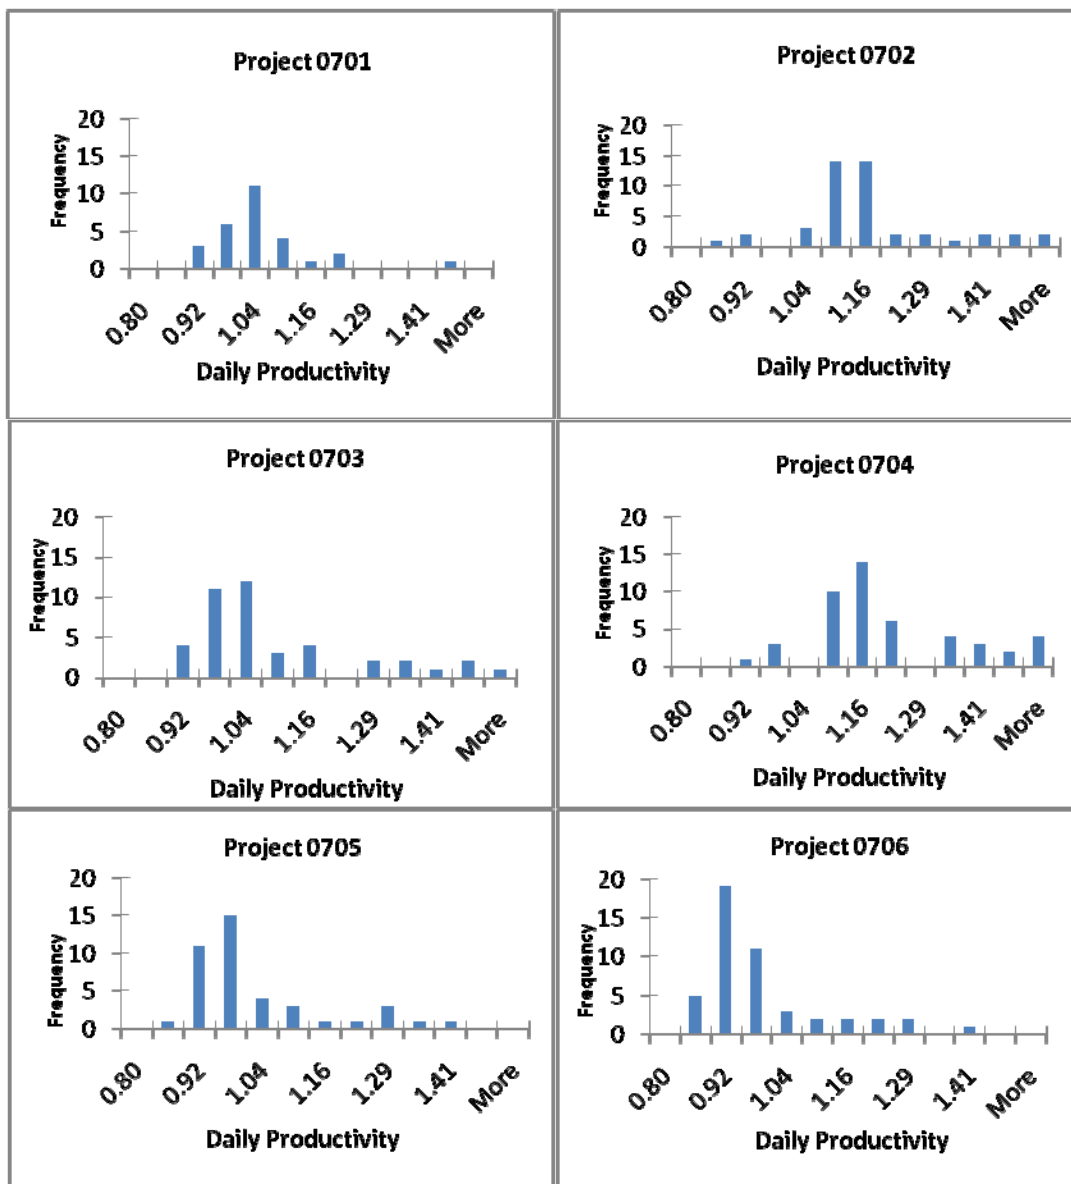 Project 0701
Frequency
20
15
10
5
0
0.80 0.92 1.04 1.16 1.29 1.41 More
Daily Productivity
Project 0702
Frequency
20
15
10
5
0
0.80 0.92 1.04 1.16 1.29 1.41 More
Daily Productivity
Project 0703
Frequency
20
15
10
5
0
0.80 0.92 1.04 1.16 1.29 1.41 More
Daily Productivity
Project 0704
Frequency
20
15
10
5
0
0.80 0.92 1.04 1.16 1.29 1.41 More
Daily Productivity
Project 0705
Frequency
20
15
10
5
0
0.80 0.92 1.04 1.16 1.29 1.41 More
Daily Productivity
Project 0706
Frequency
20
15
10
5
0
0.80 0.92 1.04 1.16 1.29 1.41 More
Daily Productivity